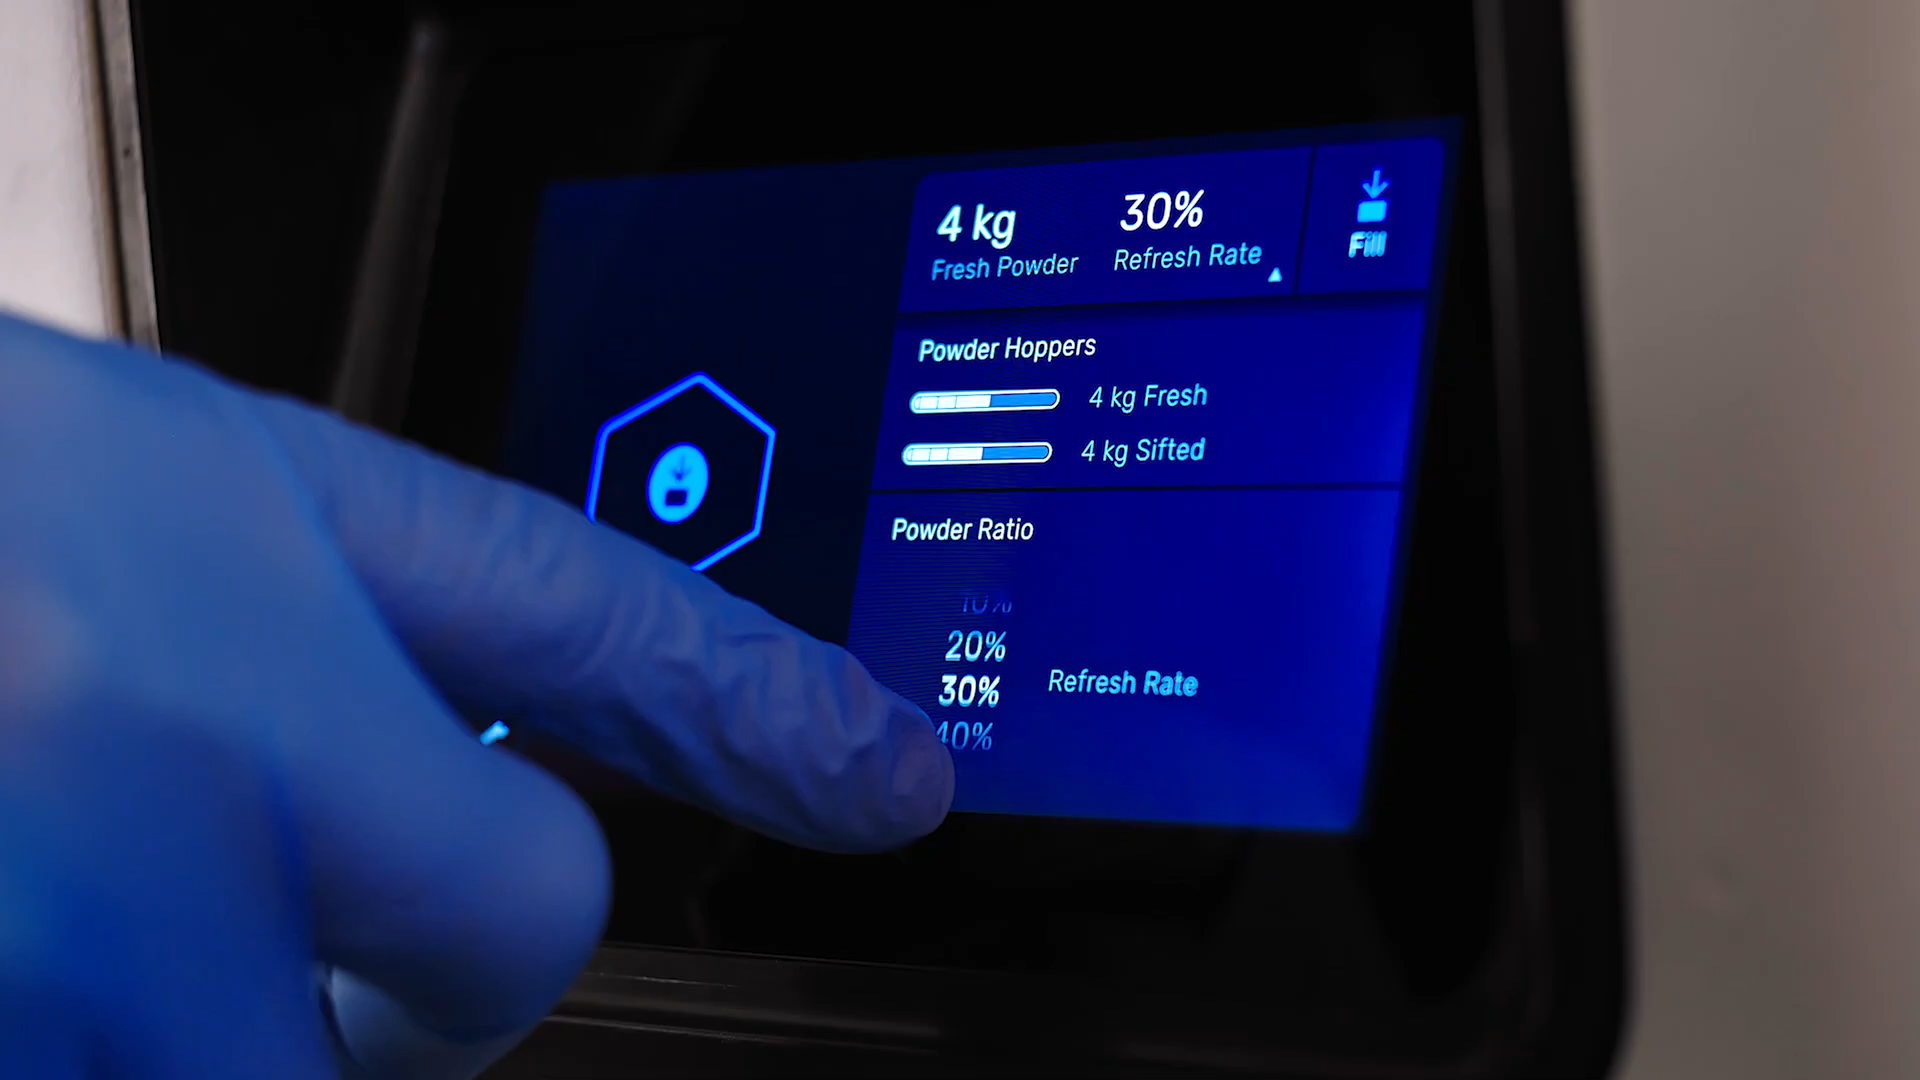 4 kg
Fresh Powder
30%
Refresh Rate
Fill
Powder Hoppers
4 kg Fresh
4 kg Sifted
Powder Ratio
10%
20%
30%
40%
Refresh Rate